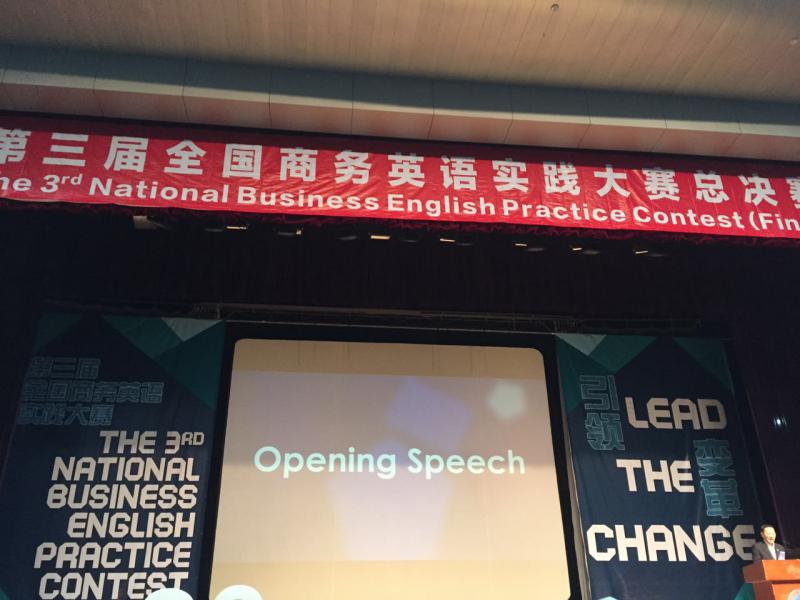 第三届全国商务英语实践大赛总决赛
he 3rd National Business English Practice Contest (Fin
第三届
全国商务英语
实践大赛
THE 3RD
NATIONAL
BUSINESS
ENGLISH
PRACTICE
CONTEST
Opening Speech
引领
LEAD
THE
变革
CHANGE